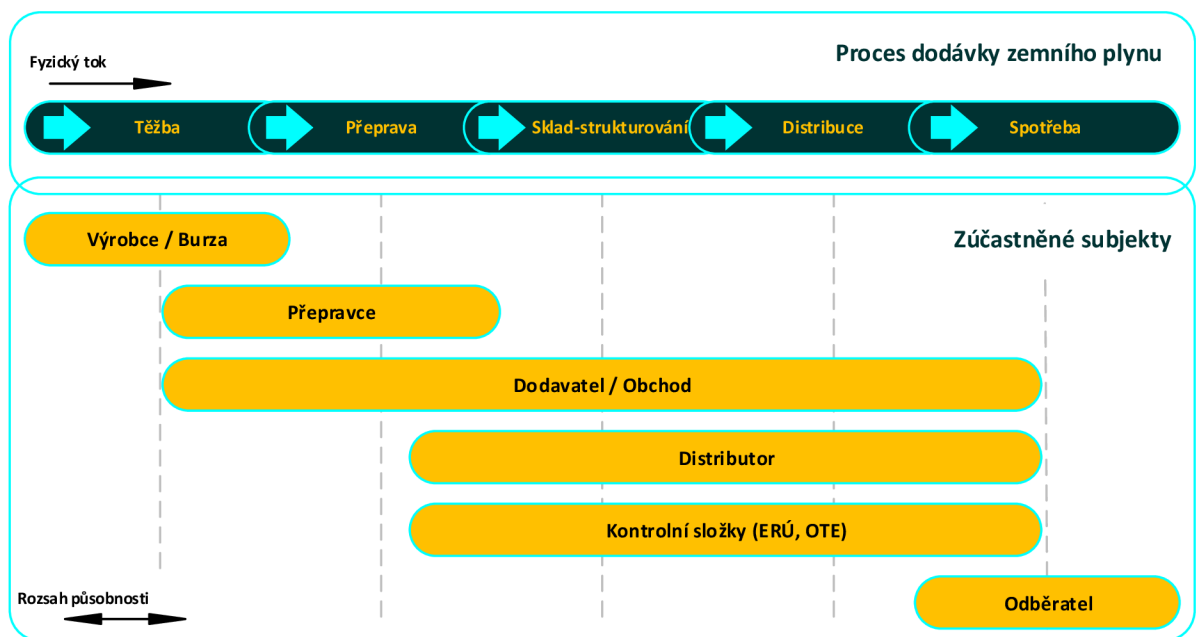 Proces dodávky zemního plynu
Fyzický tok
Těžba
Přeprava
Sklad-strukturování
Distribuce
Spotřeba
Zúčastněné subjekty
Výrobce / Burza
Přepravce
Dodavatel / Obchod
Distributor
Kontrolní složky (ERÚ, OTE)
Rozsah působnosti
Odběratel